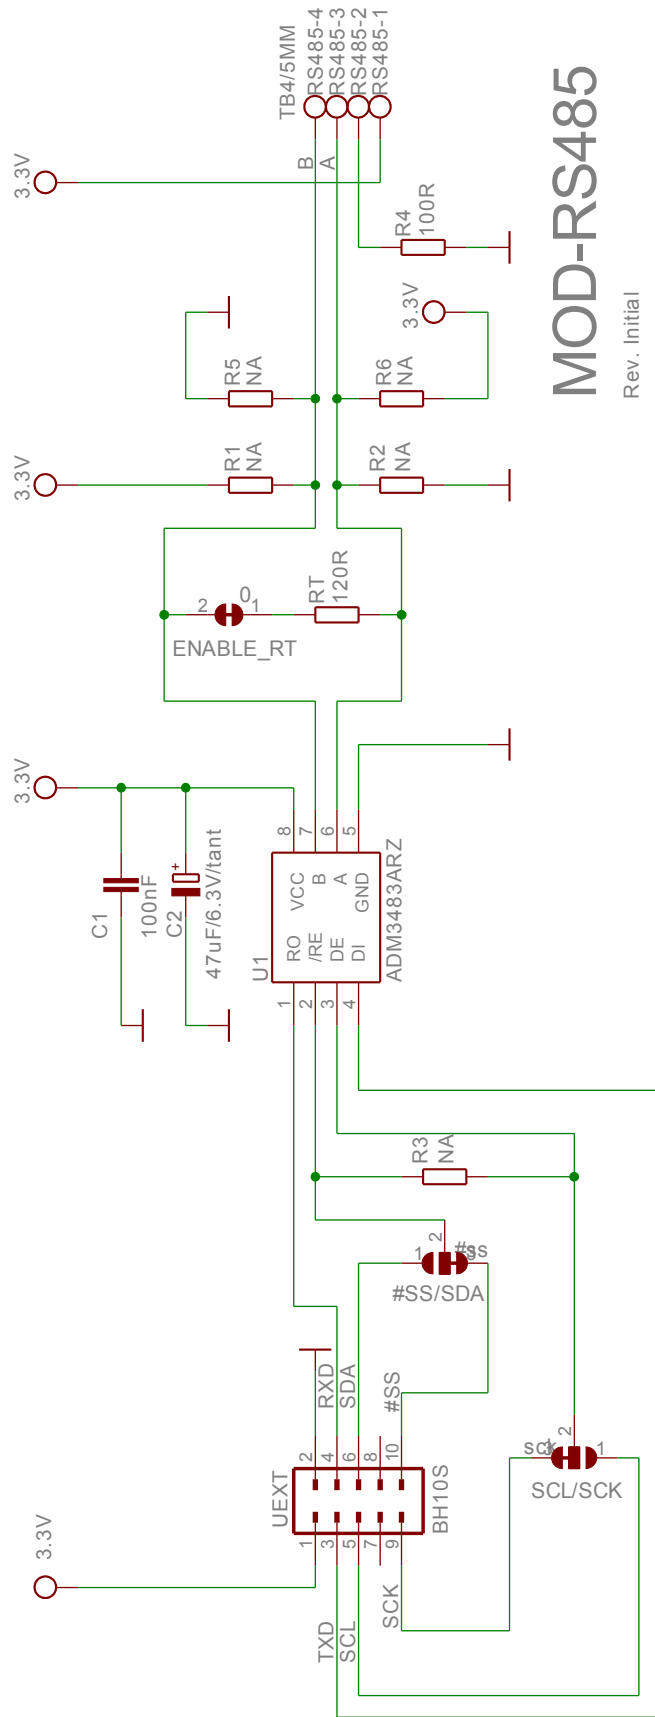 TB4/5MM
RS485-4
RS485-3
RS485-2
RS485-1
3.3V
B
A
R4
100R
MOD-RS485
Rev. Initial
3.3V
R5
NA
R6
NA
3.3V
R1
NA
R2
NA
2
0
1
RT
120R
ENABLE_RT
3.3V
C1
100nF
C2
+
47uF/6.3V/tant
8
7
6
5
VCC
B
A
GND
RO
/RE
DE
DI
U1
ADM3483ARZ
1
2
3
4
R3
NA
1
2
3
#ss
#SS/SDA
RXD
SDA
#SS
2
4
6
8
10
UEXT
BH10S
1
3
5
7
9
3.3V
TXD
SCL
SCK
sck
3
2
1
SCL/SCK